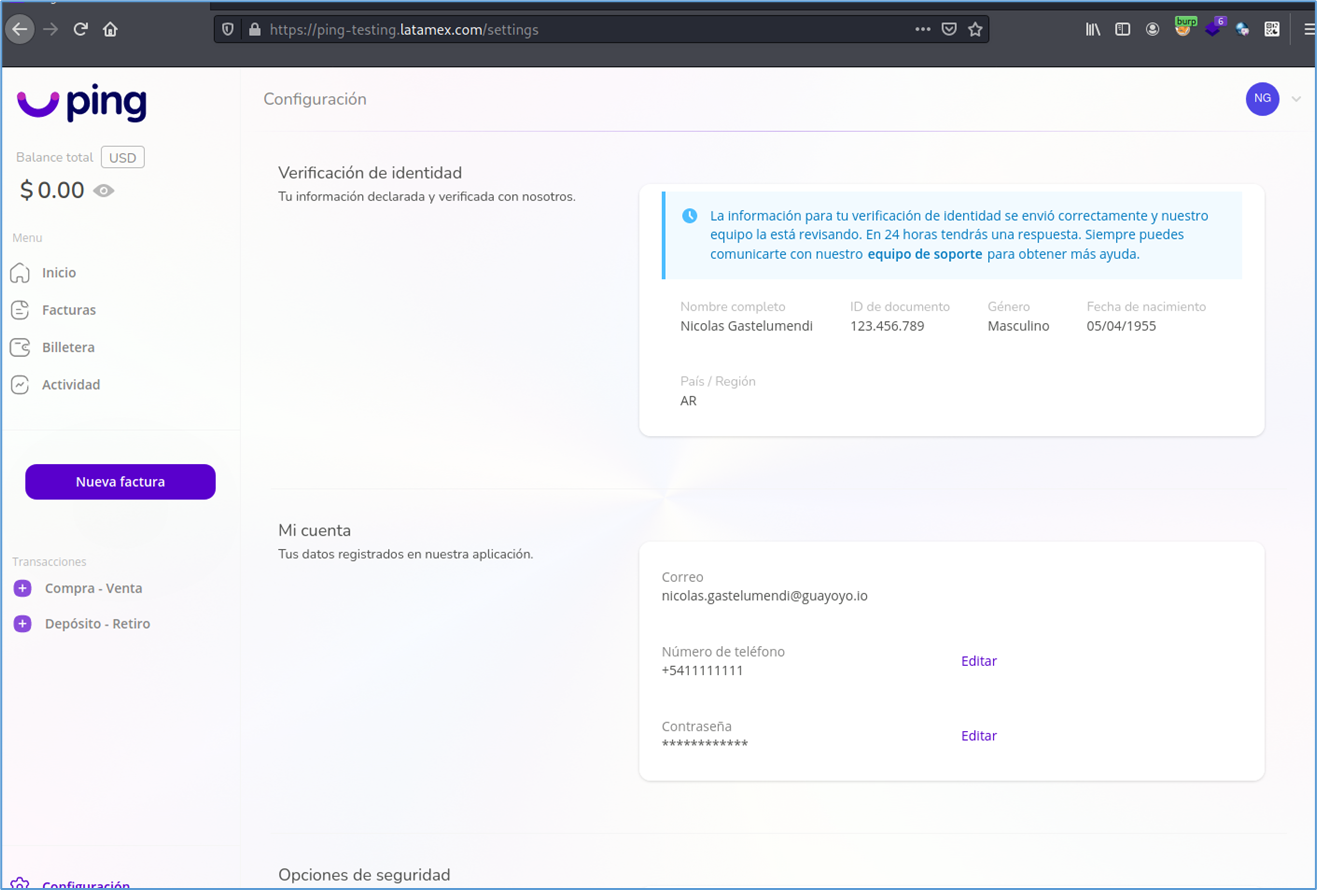 https://ping-testing.latamex.com/settings
burp
6
ping
Configuración
NG
Balance total USD
$ 0.00
Menu
Inicio
Facturas
Billetera
Actividad
Nueva factura
Transacciones
Compra - Venta
Depósito - Retiro
Configuración
Verificación de identidad
Tu información declarada y verificada con nosotros.
La información para tu verificación de identidad se envió correctamente y nuestro
equipo la está revisando. En 24 horas tendrás una respuesta. Siempre puedes
comunicarte con nuestro equipo de soporte para obtener más ayuda.
Nombre completo ID de documento Género Fecha de nacimiento
Nicolas Gastelumendi 123.456.789 Masculino 05/04/1955
País / Región
AR
Mi cuenta
Tus datos registrados en nuestra aplicación.
Correo
nicolas.gastelumendi@guayoyo.io
Número de teléfono
+5411111111
Editar
Contraseña
************
Editar
Opciones de seguridad